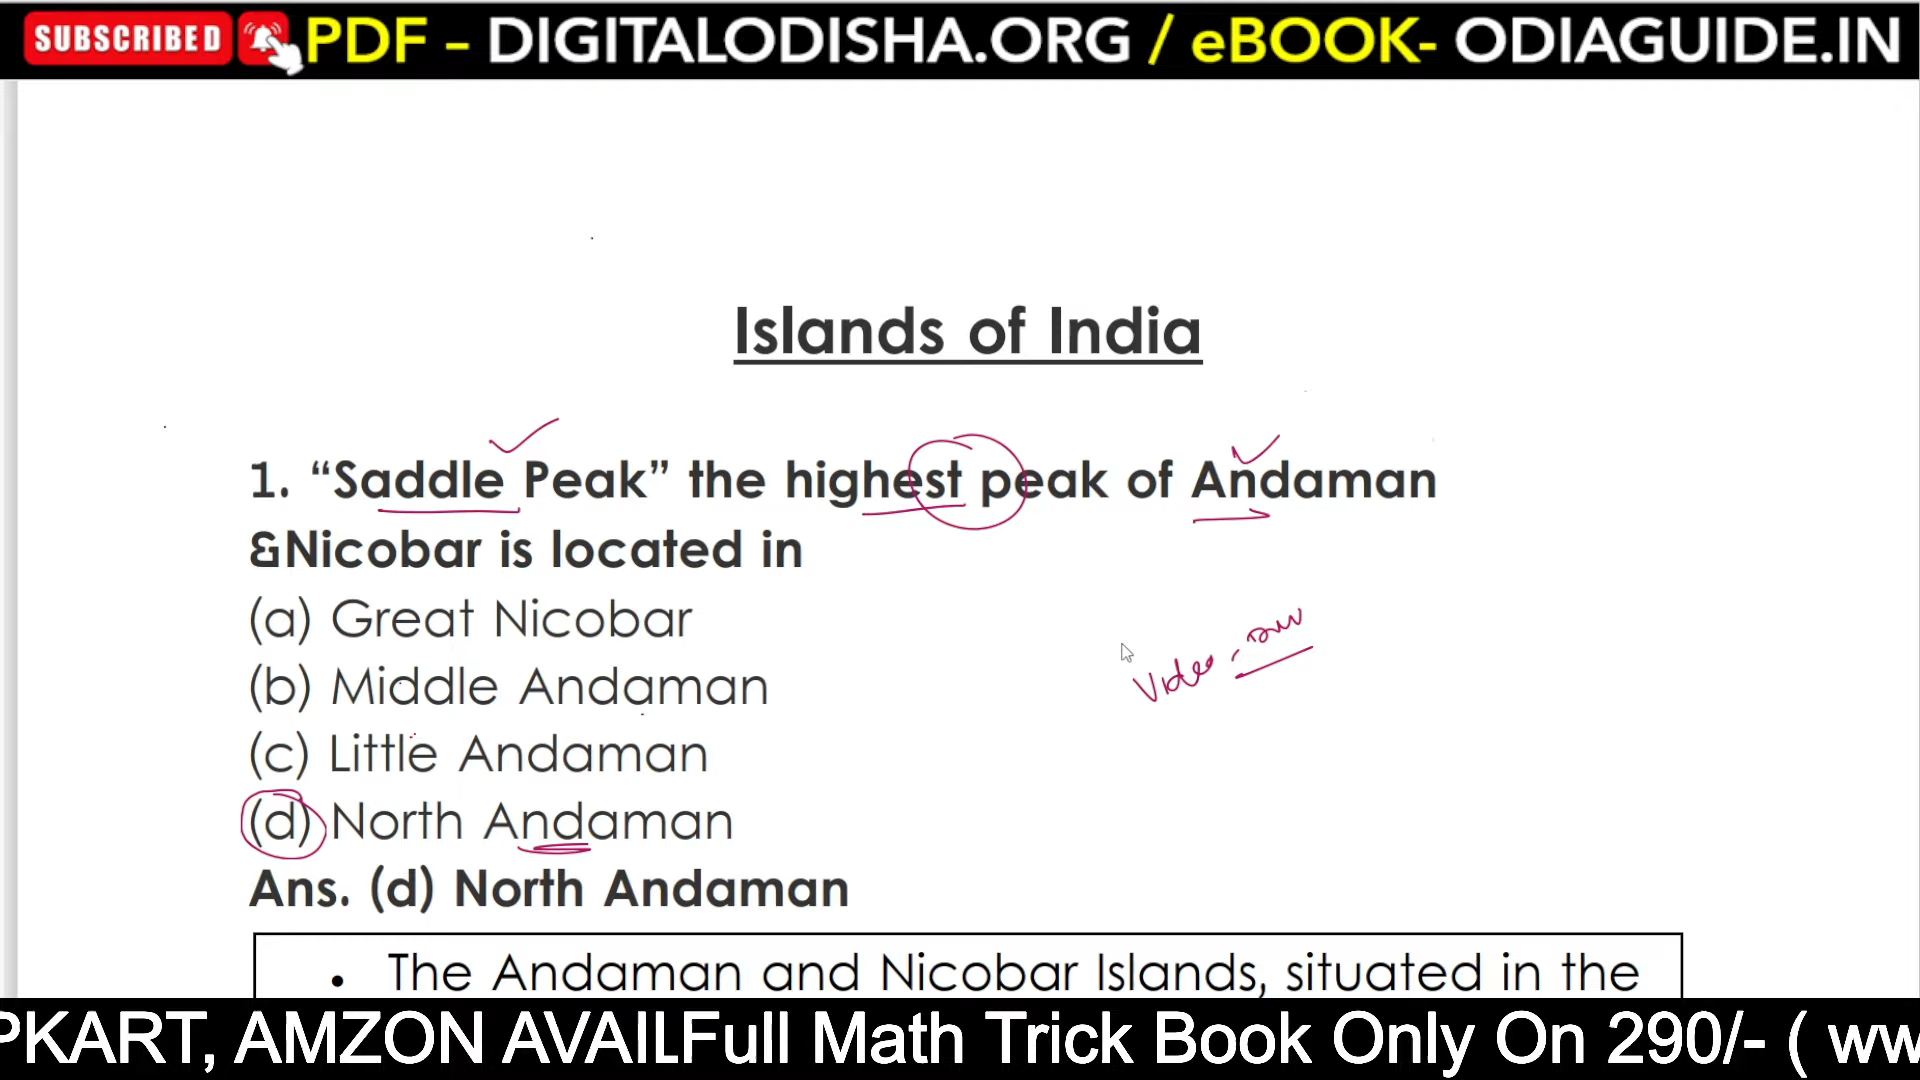 SUBSCRIBED PDF – DIGITALODISHA.ORG / eBOOK- ODIAGUIDE.IN
Islands of India
1. “Saddle Peak” the highest peak of Andaman
&Nicobar is located in
(a) Great Nicobar
(b) Middle Andaman
Video
(c) Little Andaman
(d) North Andaman
Ans. (d) North Andaman
• The Andaman and Nicobar Islands, situated in the
PKART, AMZON AVAILFull Math Trick Book Only On 290/- ( ww